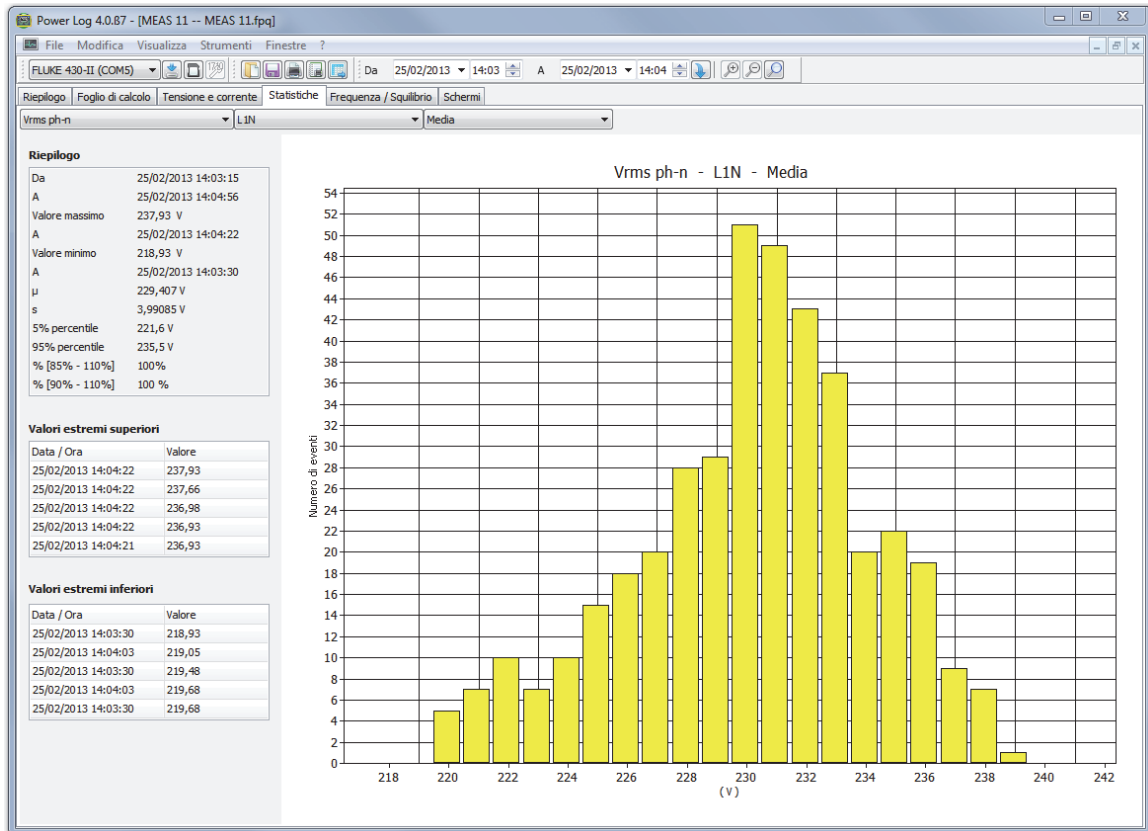 Power Log 4.0.87 - [MEAS 11 -- MEAS 11.fpq]
File Modifica Visualizza Strumenti Finestre ?
FLUKE 430-II (COM5) Da 25/02/2013 14:03 A 25/02/2013 14:04
Riepilogo Foglio di calcolo Tensione e corrente Statistiche Frequenza / Squilibrio Schermi
Vrms ph-n L1N Media
Riepilogo
Da 25/02/2013 14:03:15
A 25/02/2013 14:04:56
Valore massimo 237,93 V
A 25/02/2013 14:04:22
Valore minimo 218,93 V
A 25/02/2013 14:03:30
µ 229,407 V
s 3,99085 V
5% percentile 221,6 V
95% percentile 235,5 V
% [85% - 110%] 100%
% [90% - 110%] 100 %
Valori estremi superiori
Data / Ora Valore
25/02/2013 14:04:22 237,93
25/02/2013 14:04:22 237,66
25/02/2013 14:04:22 236,98
25/02/2013 14:04:22 236,93
25/02/2013 14:04:21 236,93
Valori estremi inferiori
Data / Ora Valore
25/02/2013 14:03:30 218,93
25/02/2013 14:04:03 219,05
25/02/2013 14:03:30 219,48
25/02/2013 14:04:03 219,68
25/02/2013 14:03:30 219,68
Vrms ph-n - L1N - Media
Numero di eventi
54
52
50
48
46
44
42
40
38
36
34
32
30
28
26
24
22
20
18
16
14
12
10
8
6
4
2
0
218 220 222 224 226 228 230 232 234 236 238 240 242
(V)